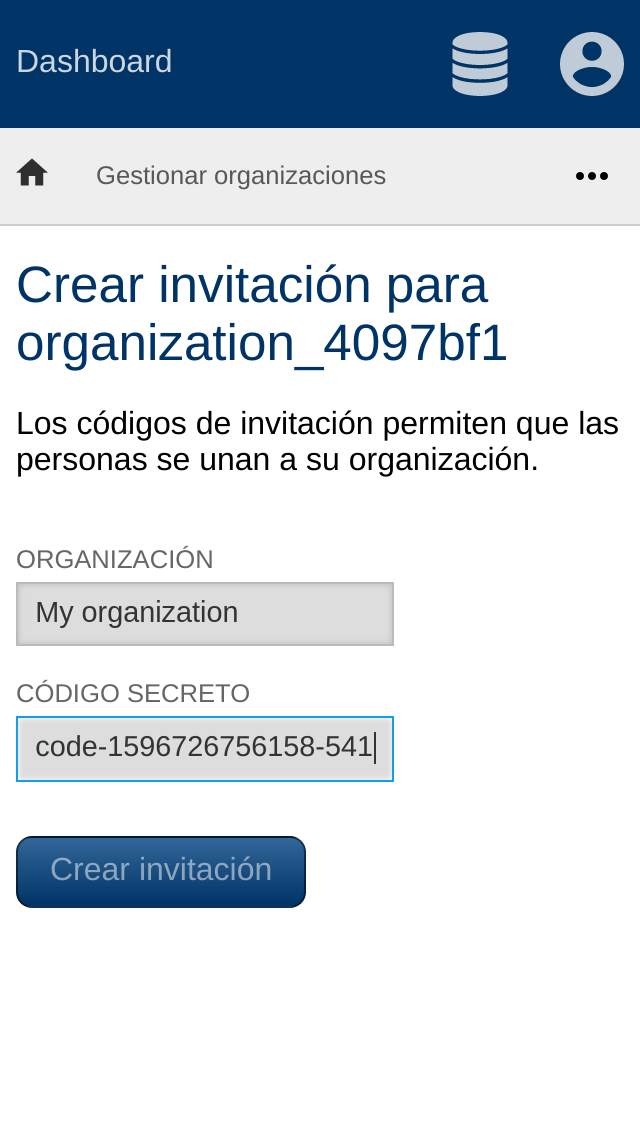 Dashboard
Gestionar organizaciones
Crear invitación para
organization_4097bf1
Los códigos de invitación permiten que las
personas se unan a su organización.
ORGANIZACIÓN
My organization
CÓDIGO SECRETO
code-1596726756158-541
Crear invitación